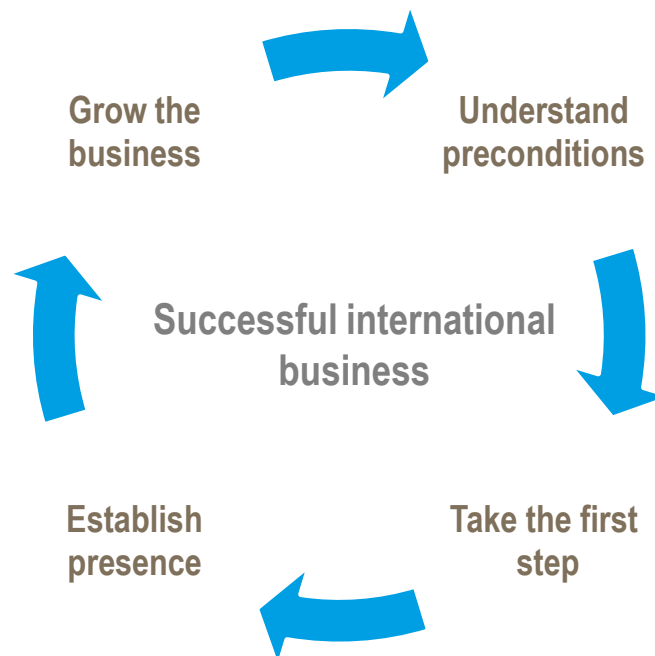 Grow the
business
Understand
preconditions
Successful international
business
Establish
presence
Take the first
step